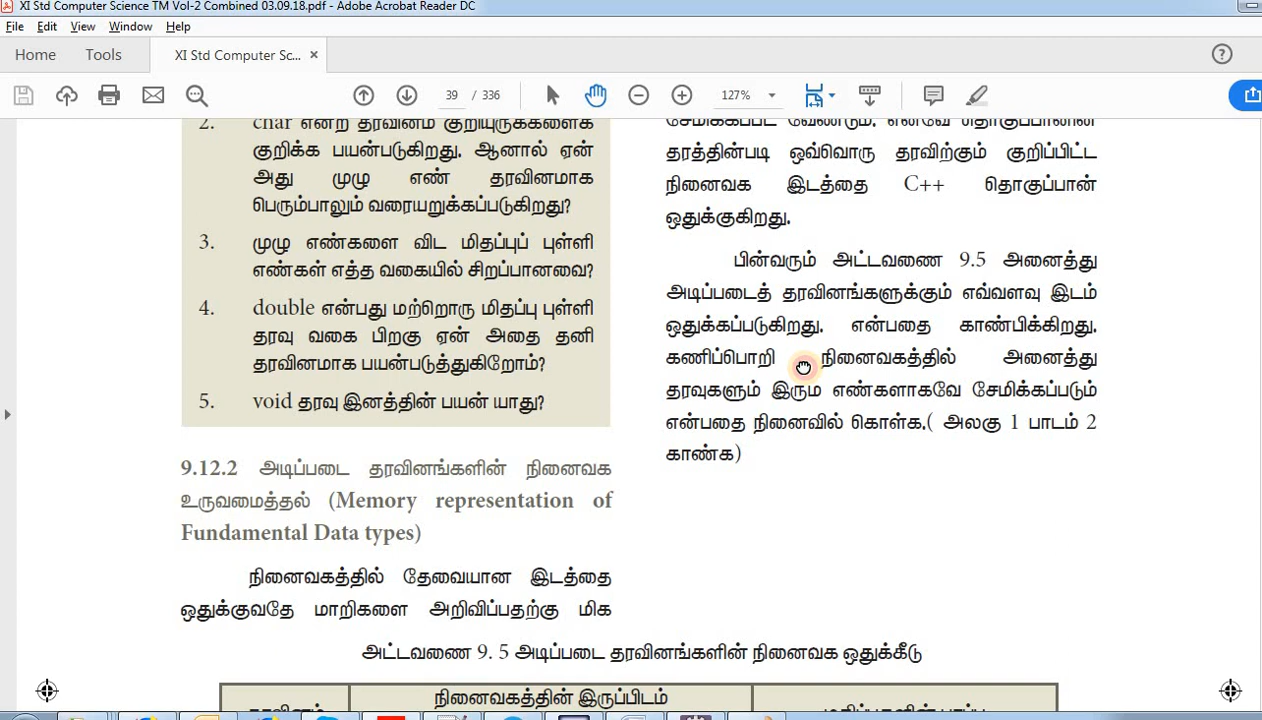 XI Std Computer Science TM Vol-2 Combined 03.09.18.pdf - Adobe Acrobat Reader DC
File Edit View Window Help
Home Tools XI Std Computer Sc... ×
39 / 336 127%
2. char என்ற தரவினம் குறியுருக்களைக்
குறிக்க பயன்படுகிறது. ஆனால் ஏன்
அது முழு எண் தரவினமாக
பெரும்பாலும் வரையறுக்கப்படுகிறது?
3. முழு எண்களை விட மிதப்புப் புள்ளி
எண்கள் எத்த வகையில் சிறப்பானவை?
4. double என்பது மற்றொரு மிதப்பு புள்ளி
தரவு வகை பிறகு ஏன் அதை தனி
தரவினமாக பயன்படுத்துகிறோம்?
5. void தரவு இனத்தின் பயன் யாது?
9.12.2 அடிப்படை தரவினங்களின் நினைவக
உருவமைத்தல் (Memory representation of
Fundamental Data types)
நினைவகத்தில் தேவையான இடத்தை
ஒதுக்குவதே மாறிகளை அறிவிப்பதற்கு மிக
சேமிக்கப்பட வேண்டும். எனவே தொகுப்பானின்
தரத்தின்படி ஒவ்வொரு தரவிற்கும் குறிப்பிட்ட
நினைவக இடத்தை C++ தொகுப்பான்
ஒதுக்குகிறது.
பின்வரும் அட்டவணை 9.5 அனைத்து
அடிப்படைத் தரவினங்களுக்கும் எவ்வளவு இடம்
ஒதுக்கப்படுகிறது. என்பதை காண்பிக்கிறது.
கணிப்பொறி நினைவகத்தில் அனைத்து
தரவுகளும் இரும எண்களாகவே சேமிக்கப்படும்
என்பதை நினைவில் கொள்க.( அலகு 1 பாடம் 2
காண்க)
அட்டவணை 9. 5 அடிப்படை தரவினங்களின் நினைவக ஒதுக்கீடு
நினைவகத்தின் இருப்பிடம்